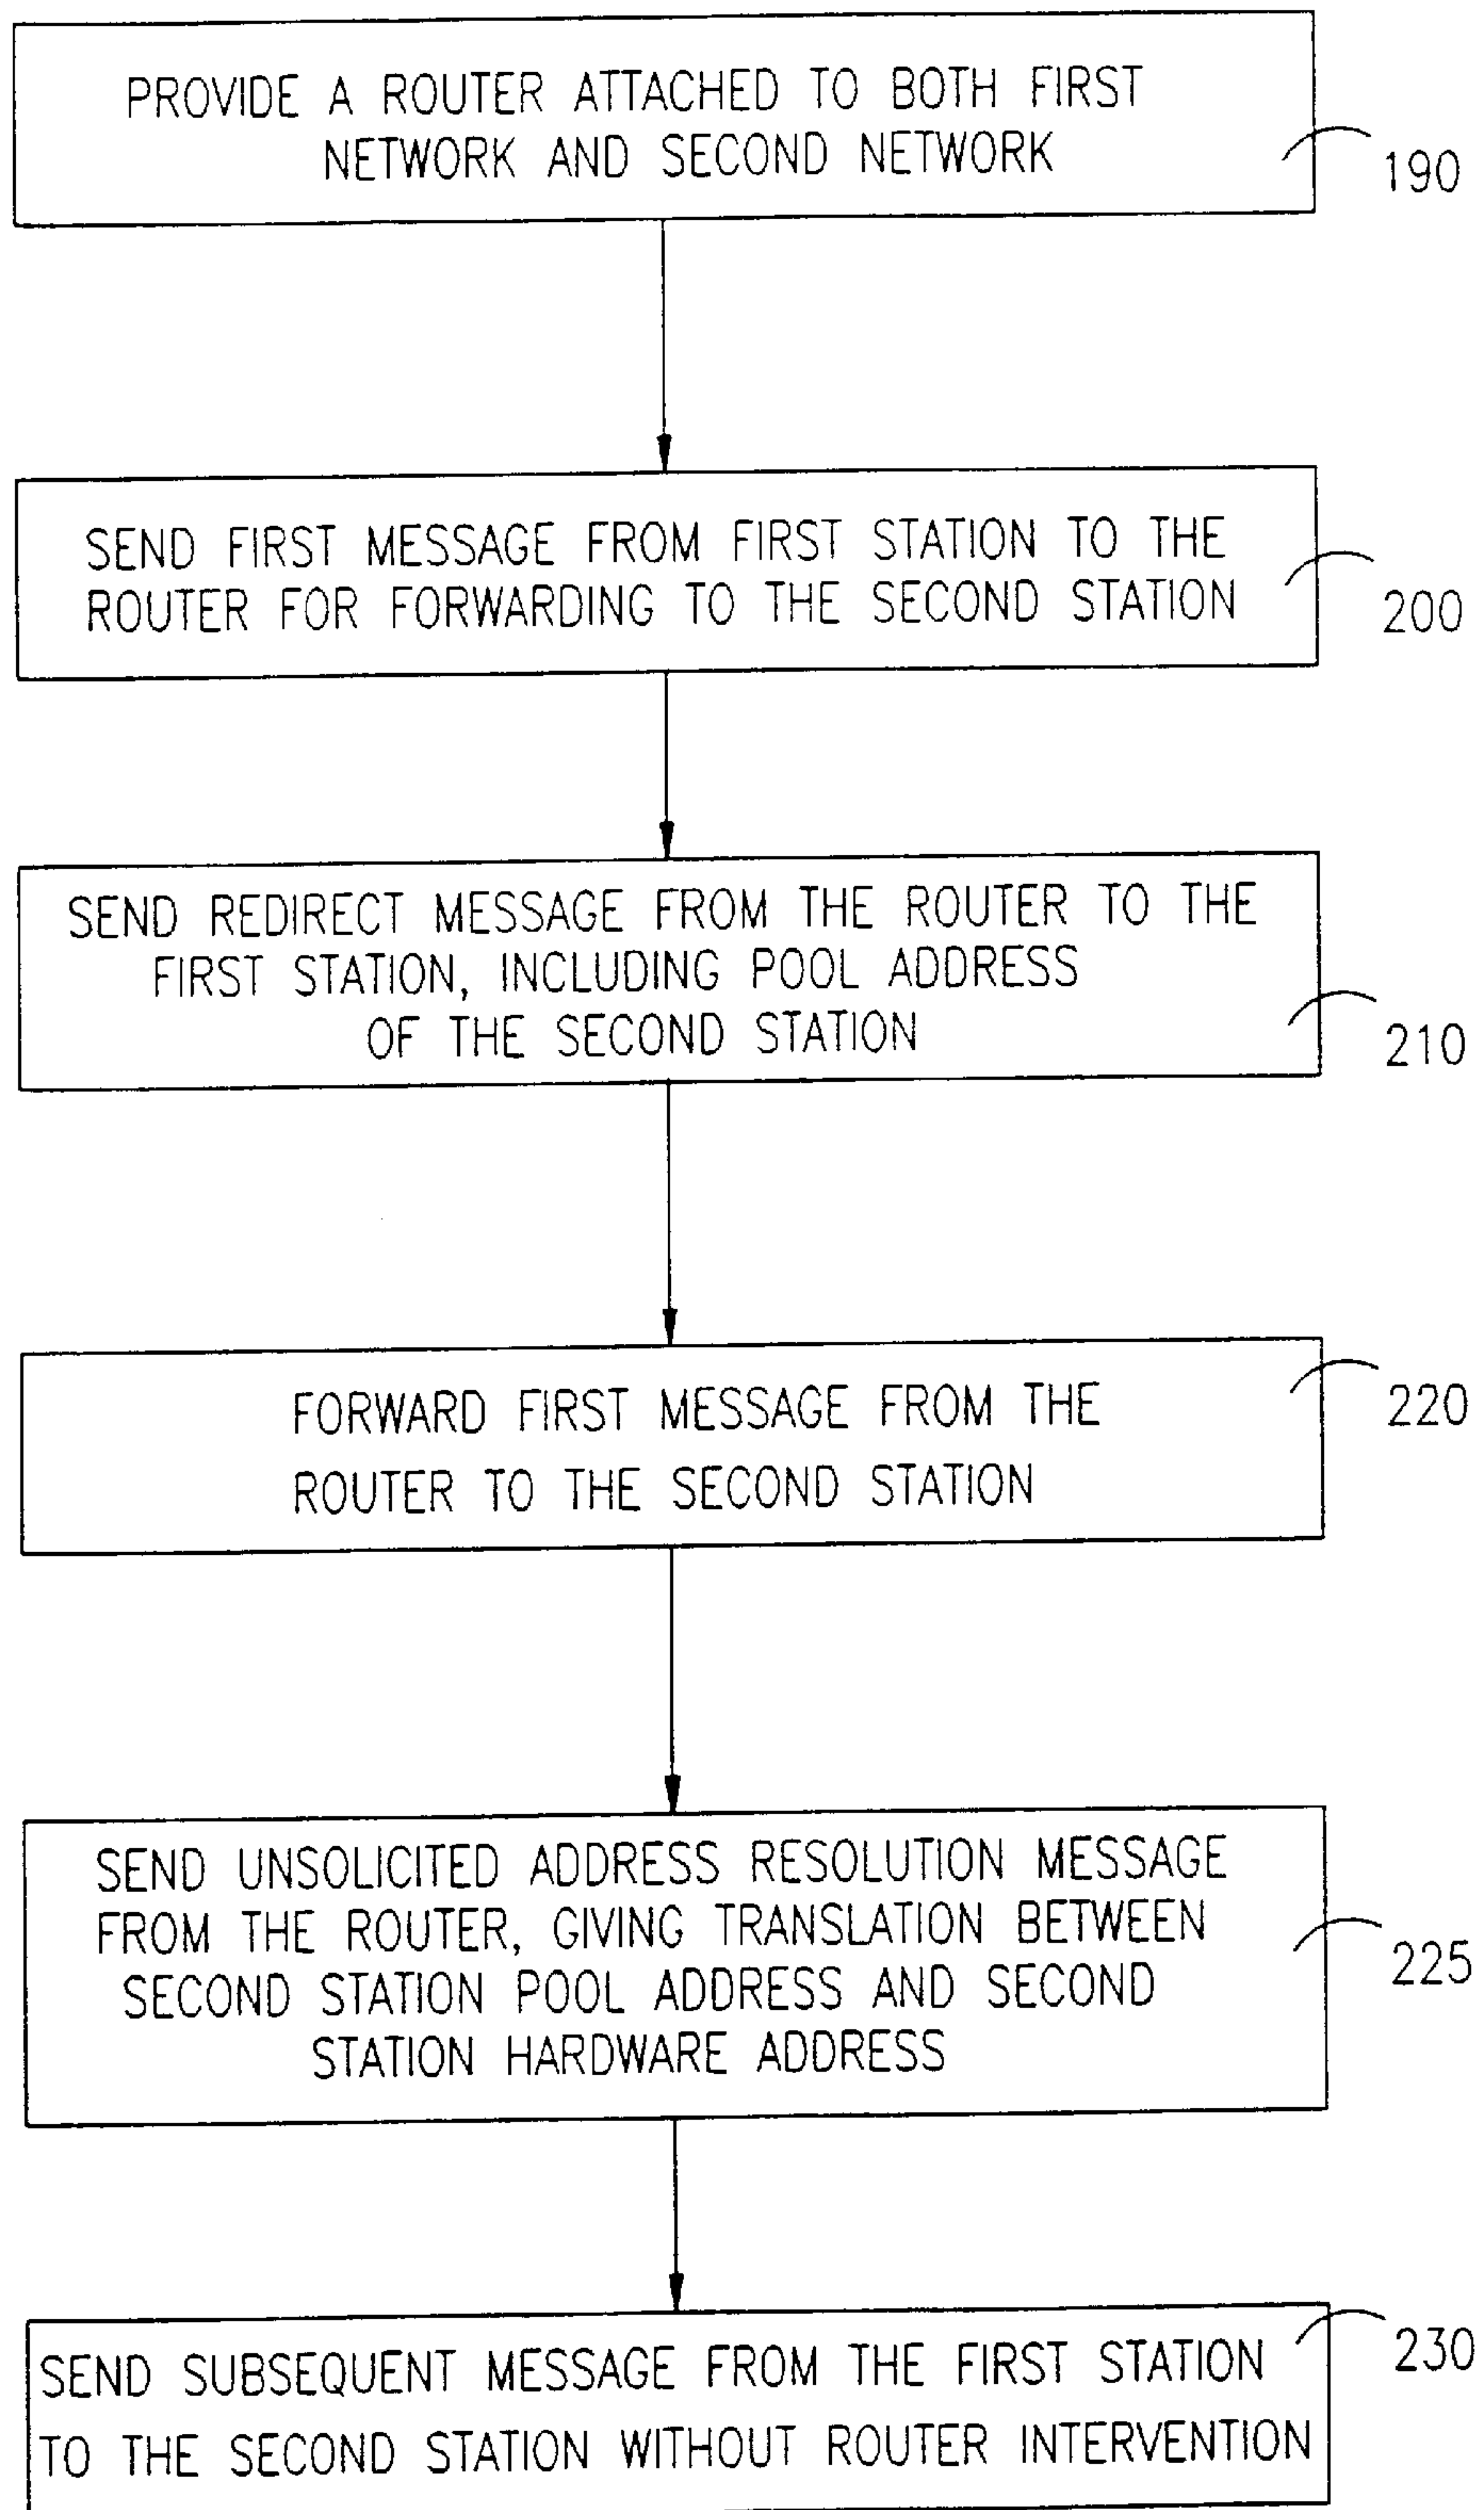 PROVIDE A ROUTER ATTACHED TO BOTH FIRST
NETWORK AND SECOND NETWORK
190
SEND FIRST MESSAGE FROM FIRST STATION TO THE
ROUTER FOR FORWARDING TO THE SECOND STATION
200
SEND REDIRECT MESSAGE FROM THE ROUTER TO THE
FIRST STATION, INCLUDING POOL ADDRESS
OF THE SECOND STATION
210
FORWARD FIRST MESSAGE FROM THE
ROUTER TO THE SECOND STATION
220
SEND UNSOLICITED ADDRESS RESOLUTION MESSAGE
FROM THE ROUTER, GIVING TRANSLATION BETWEEN
SECOND STATION POOL ADDRESS AND SECOND
STATION HARDWARE ADDRESS
225
SEND SUBSEQUENT MESSAGE FROM THE FIRST STATION
TO THE SECOND STATION WITHOUT ROUTER INTERVENTION
230